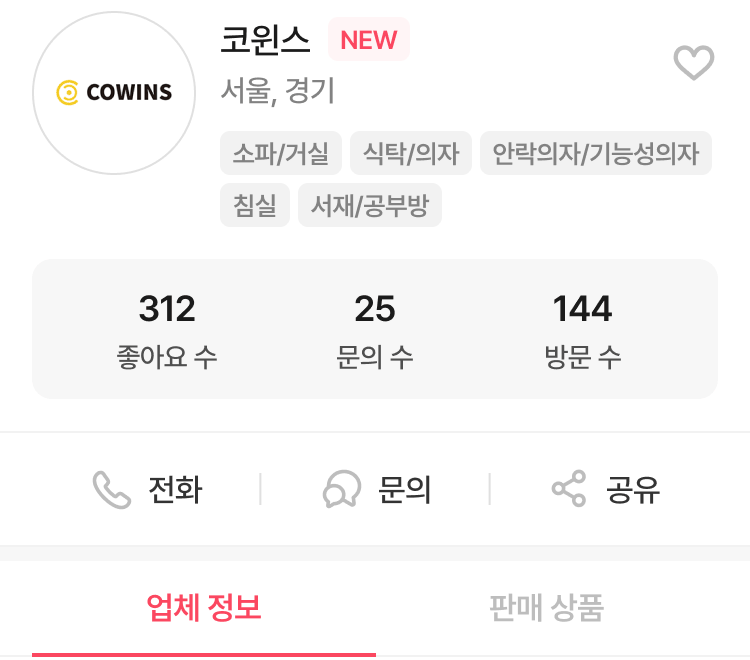 코윈스 NEW
COWINS
서울, 경기
소파/거실 식탁/의자 안락의자/기능성의자
침실 서재/공부방
312 25 144
좋아요 수 문의 수 방문 수
전화 문의 공유
업체 정보 판매 상품